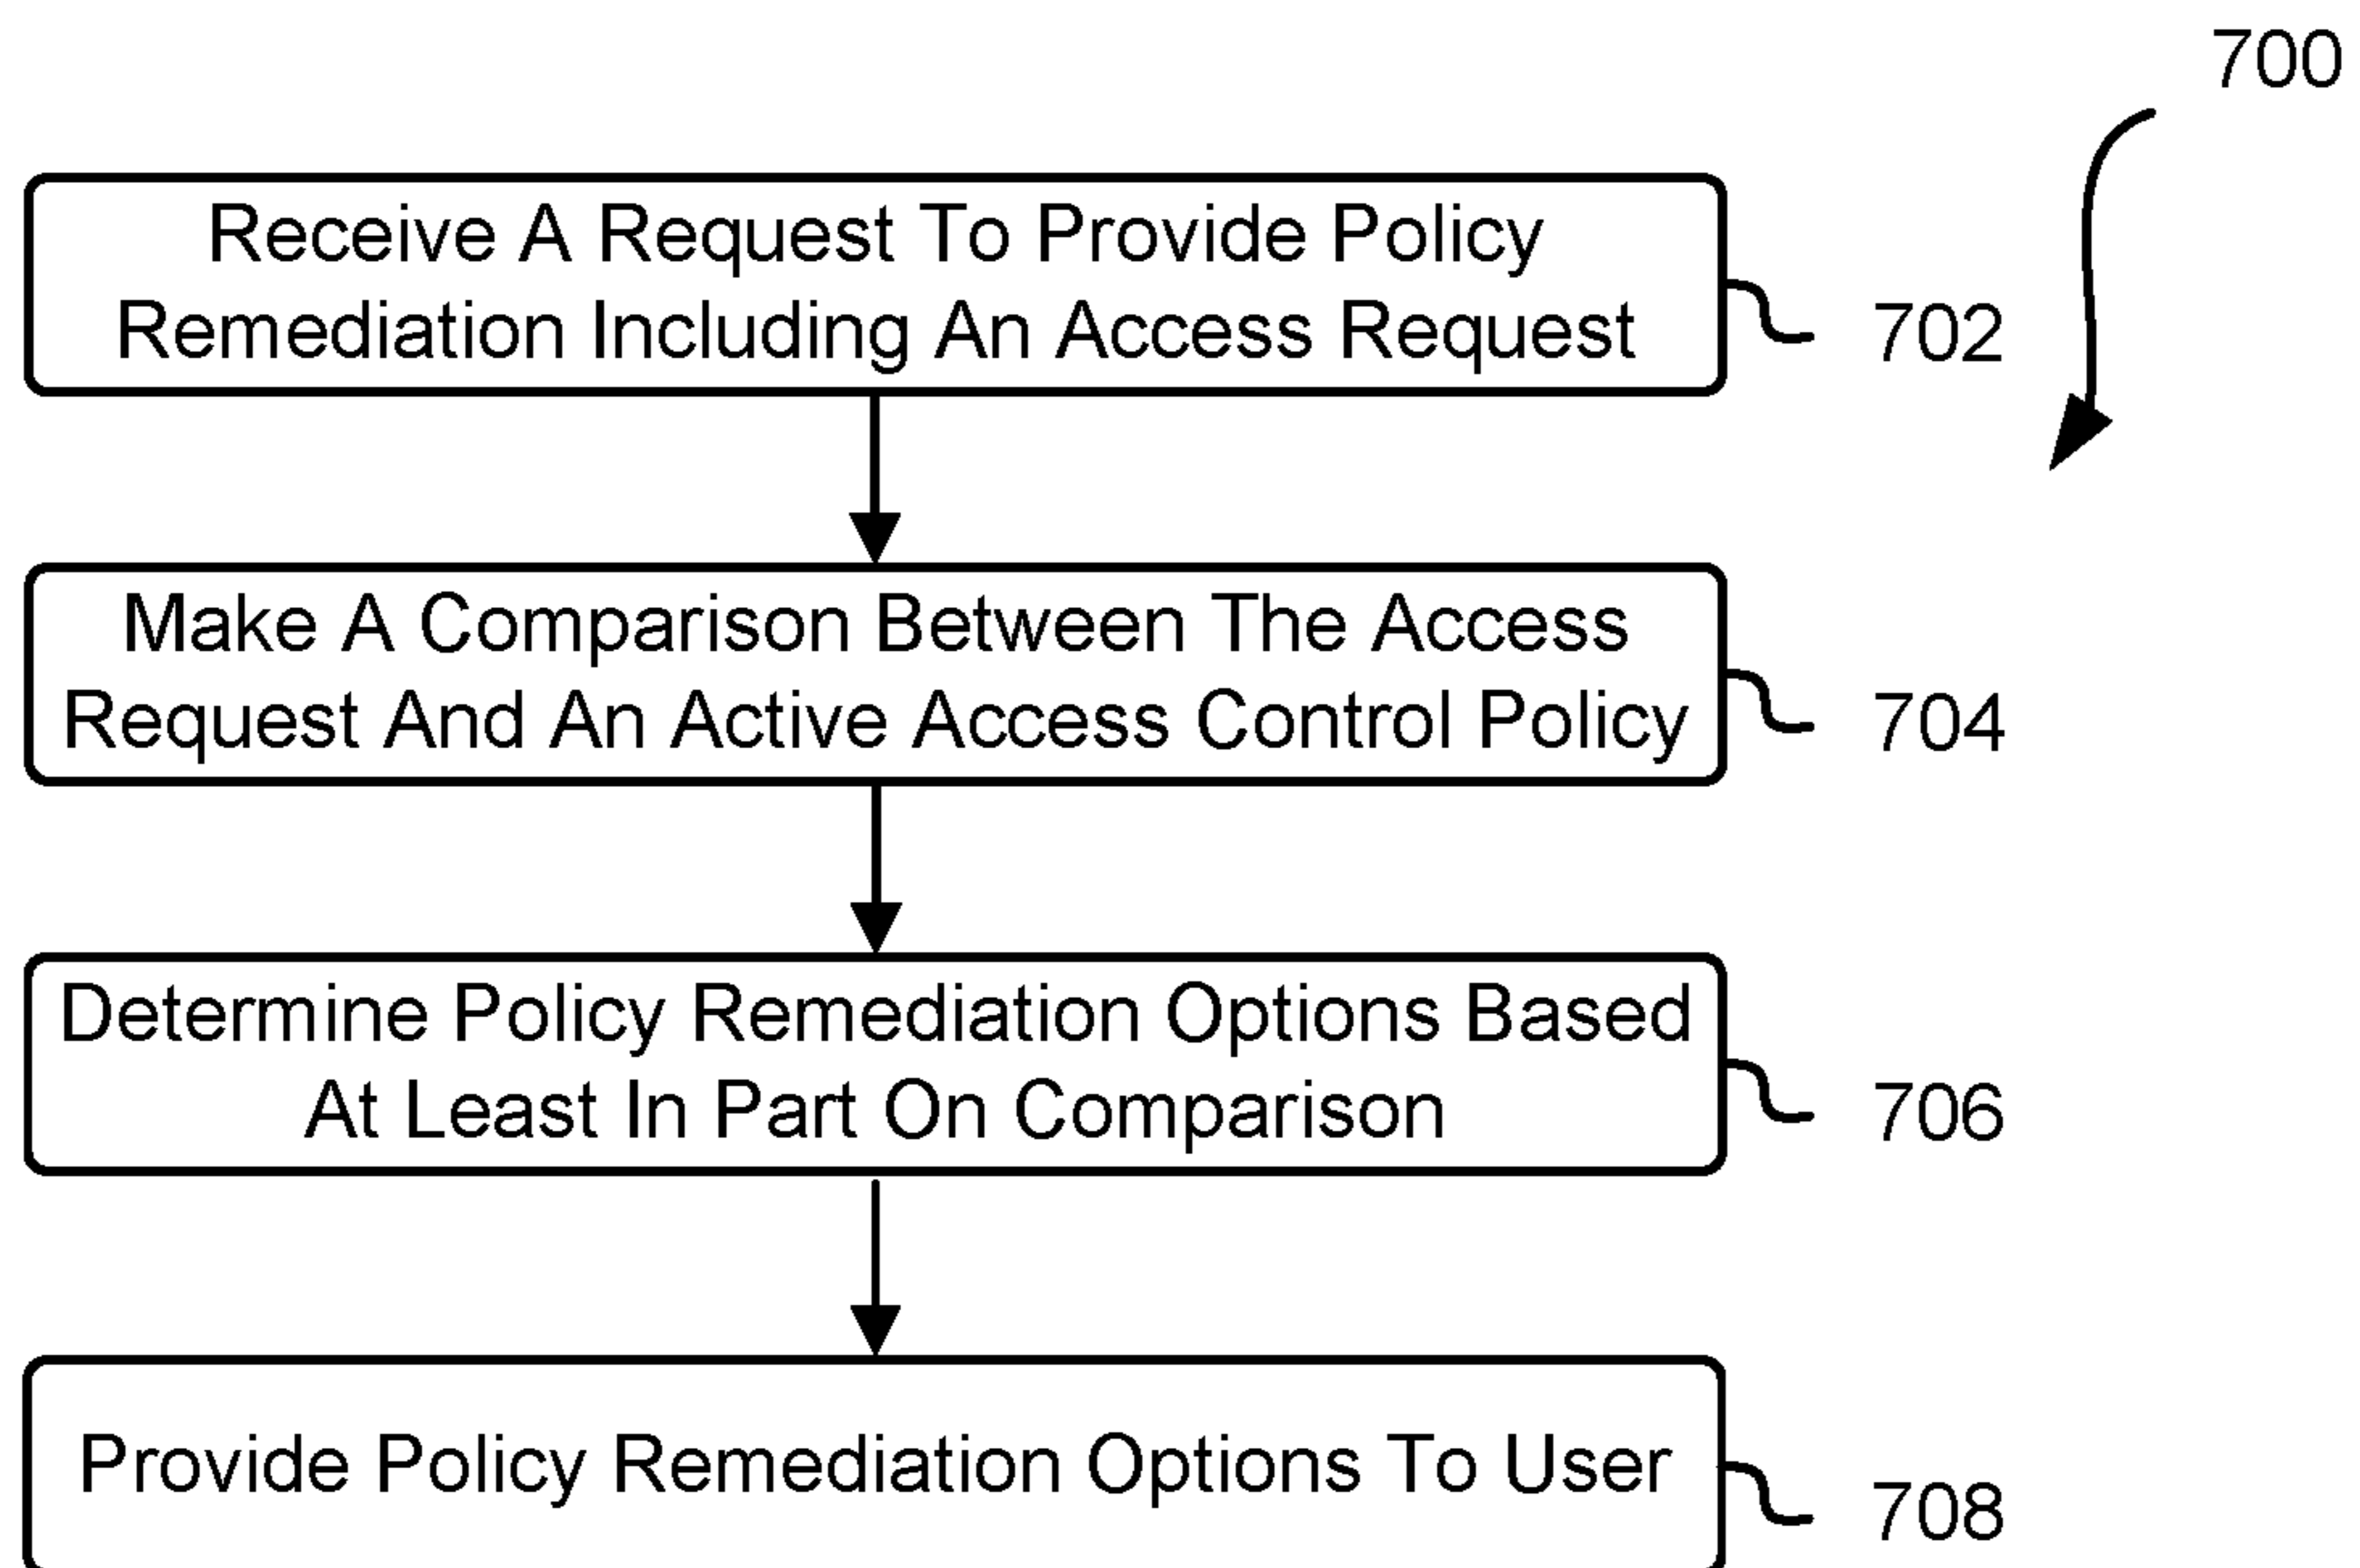 700
Receive A Request To Provide Policy
Remediation Including An Access Request
702
Make A Comparison Between The Access
Request And An Active Access Control Policy
704
Determine Policy Remediation Options Based
At Least In Part On Comparison
706
Provide Policy Remediation Options To User
708